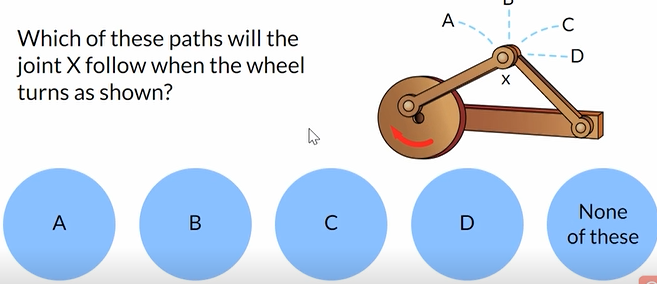 B
A
C
Which of these paths will the
joint X follow when the wheel
turns as shown?
D
x
A
B
C
D
None
of these